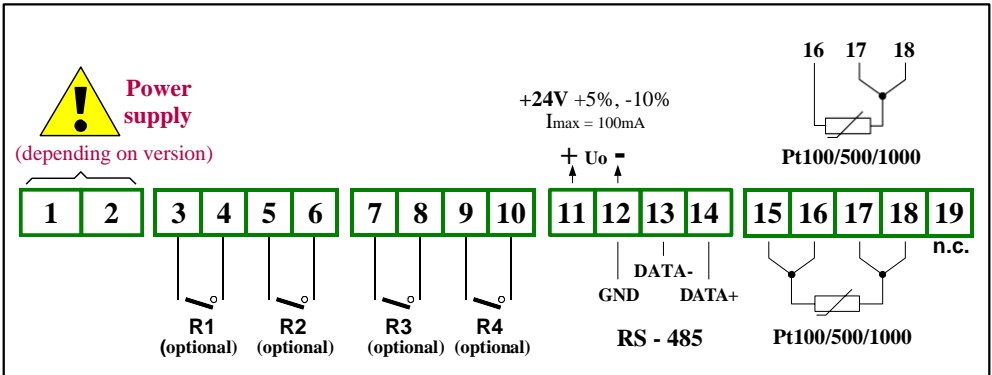 16 17 18
Power
supply
(depending on version)
+24V +5%, -10%
Imax = 100mA
+ Uo -
Pt100/500/1000
1 2 3 4 5 6 7 8 9 10 11 12 13 14 15 16 17 18 19
n.c.
DATA-
GND DATA+
R1 R2 R3 R4
(optional) (optional) (optional) (optional)
RS - 485
Pt100/500/1000